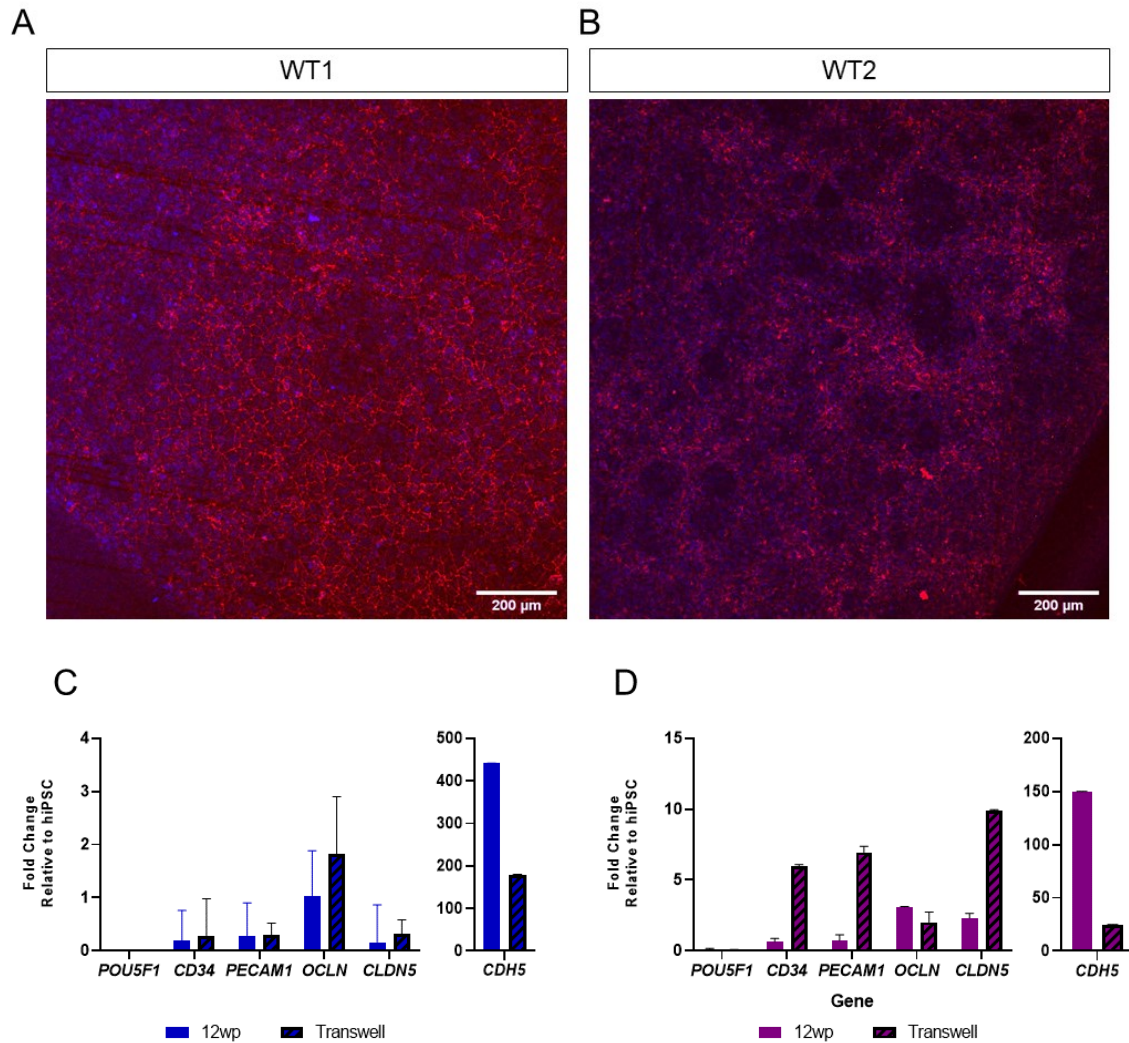 A
B
WT1
WT2
200 µm
200 µm
C
D
Fold Change
Relative to hiPSC
4
3
2
1
0
POU5F1 CD34 PECAM1 OCLN CLDN5
500
400
300
200
100
0
CDH5
12wp Transwell
Fold Change
Relative to hiPSC
15
10
5
0
POU5F1 CD34 PECAM1 OCLN CLDN5
Gene
200
150
100
50
0
CDH5
12wp Transwell